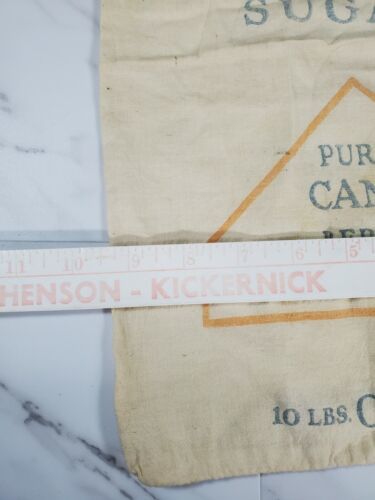 SUGA
PUR
CAN
11 10 9 8 7 6 5
HENSON - KICKERNICK
10 LBS.